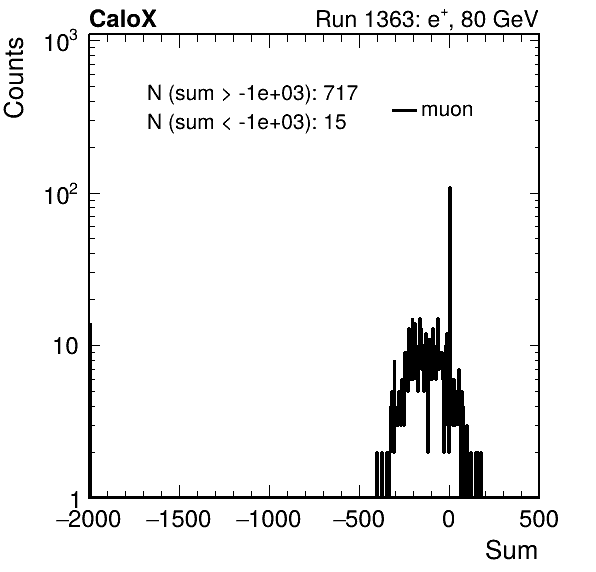 CaloX Run 1363: e⁺, 80 GeV
Counts
10³
N (sum > -1e+03): 717
N (sum < -1e+03): 15
muon
10²
10
1
−2000 −1500 −1000 −500 0 500
Sum